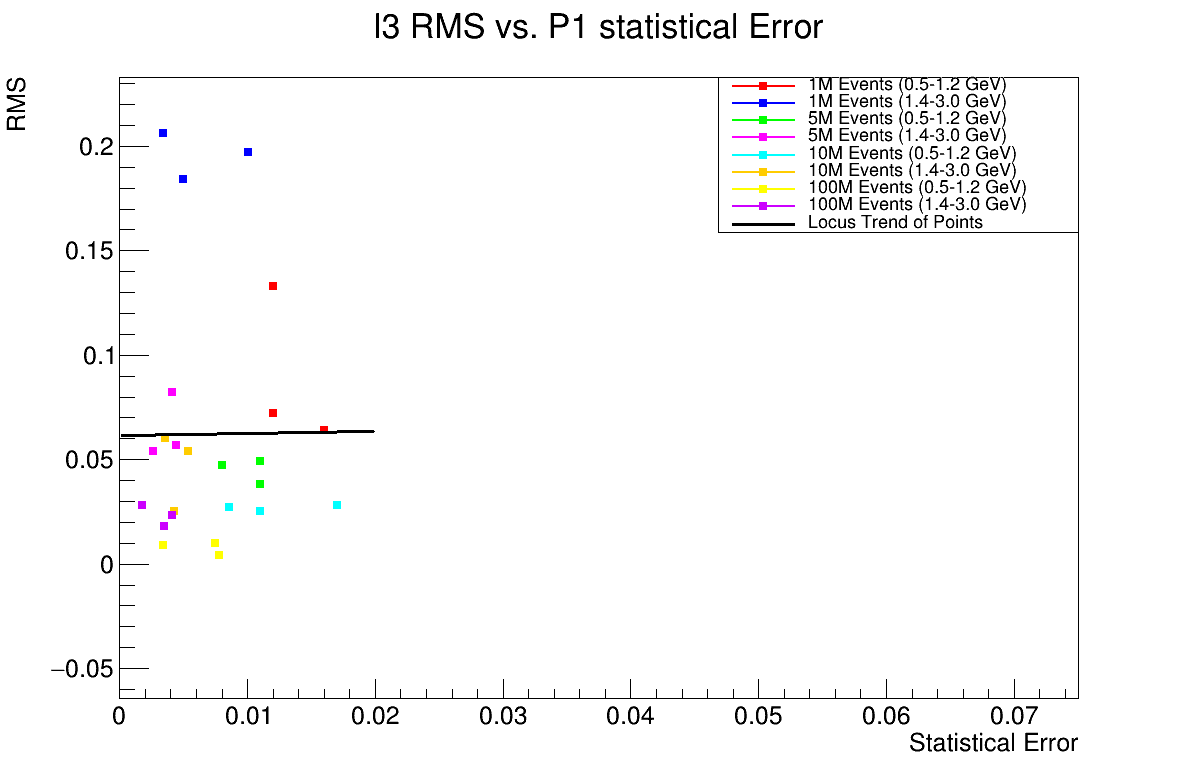 I3 RMS vs. P1 statistical Error
RMS
1M Events (0.5-1.2 GeV)
1M Events (1.4-3.0 GeV)
5M Events (0.5-1.2 GeV)
5M Events (1.4-3.0 GeV)
10M Events (0.5-1.2 GeV)
10M Events (1.4-3.0 GeV)
100M Events (0.5-1.2 GeV)
100M Events (1.4-3.0 GeV)
Locus Trend of Points
0.2
0.15
0.1
0.05
0
−0.05
0 0.01 0.02 0.03 0.04 0.05 0.06 0.07
Statistical Error